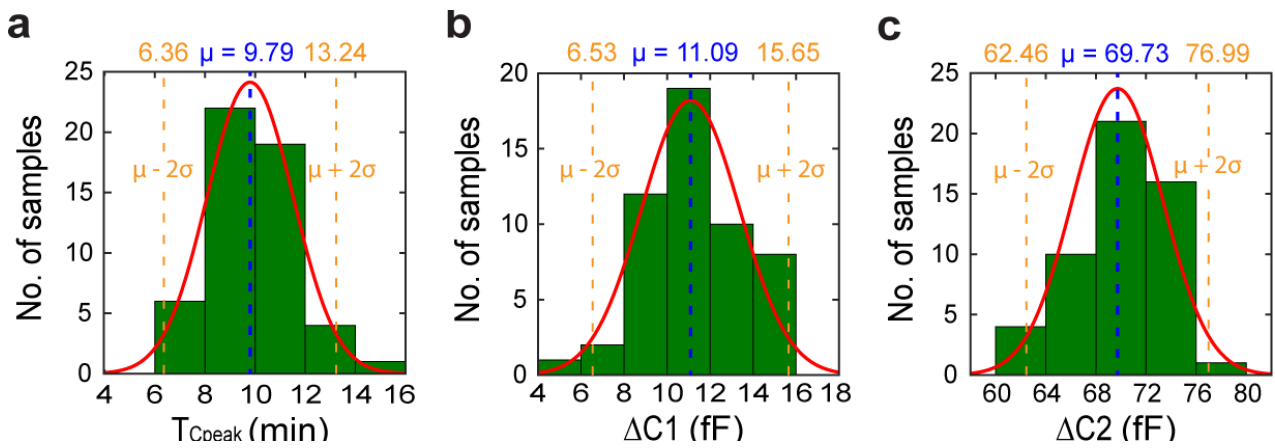 a
6.36 μ = 9.79 13.24
25
20
15
10
5
0
No. of samples
μ - 2σ
μ + 2σ
4 6 8 10 12 14 16
TCpeak (min)
b
6.53 μ = 11.09 15.65
20
15
10
5
0
No. of samples
μ - 2σ
μ + 2σ
4 6 8 10 12 14 16 18
ΔC1 (fF)
c
62.46 μ = 69.73 76.99
25
20
15
10
5
0
No. of samples
μ - 2σ
μ + 2σ
60 64 68 72 76 80
ΔC2 (fF)